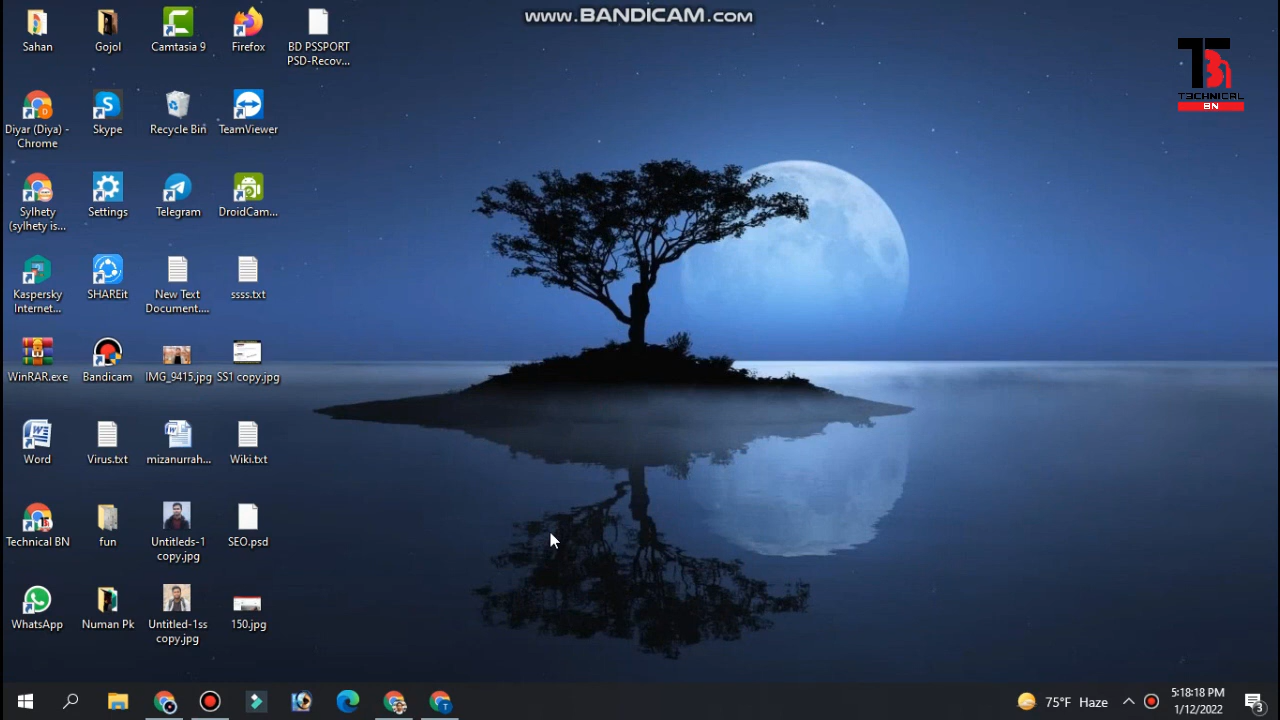 www.BANDICAM.com
TECHNICAL
BN
Sahan
Gojol
Camtasia 9
Firefox
BD PSSPORT
PSD-Recov...
Diyar (Diya) -
Chrome
Skype
Recycle Bin
TeamViewer
Sylhety
(sylhety is...
Settings
Telegram
DroidCam...
Kaspersky
Internet...
SHAREit
New Text
Document....
ssss.txt
WinRAR.exe
Bandicam
IMG_9415.jpg
SS1 copy.jpg
Word
Virus.txt
mizanurrah...
Wiki.txt
Technical BN
fun
Untitleds-1
copy.jpg
SEO.psd
WhatsApp
Numan Pk
Untitled-1ss
copy.jpg
150.jpg
75°F Haze
5:18:18 PM
1/12/2022
3